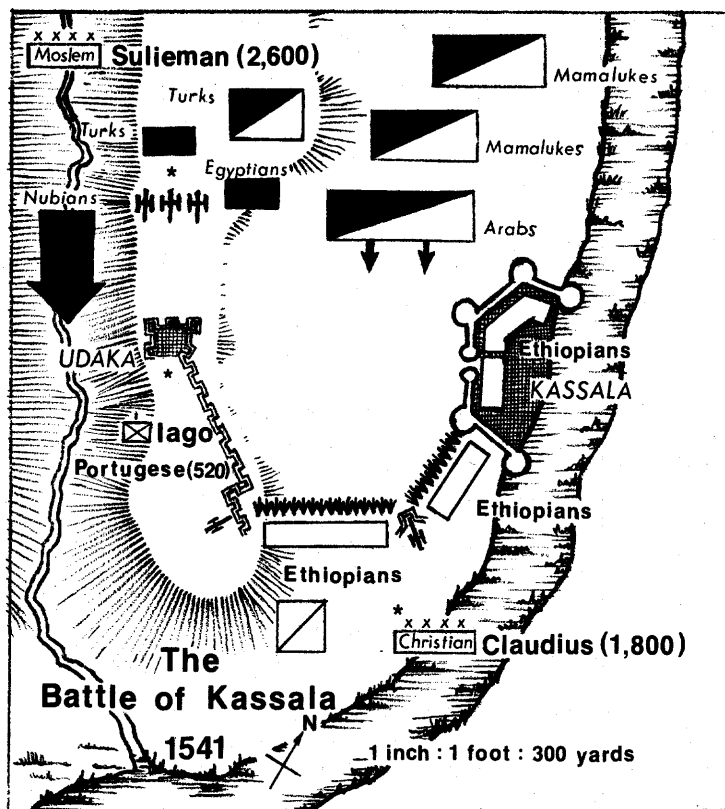 x x x x
Moslem Sulieman (2,600)
Mamalukes
Turks
Turks
Mamalukes
Egyptians
Nubians
Arabs
UDAKA
Ethiopians
KASSALA
Iago
Portugese (520)
Ethiopians
Ethiopians
x x x x
Christian Claudius (1,800)
The
Battle of Kassala
1541
N
1 inch : 1 foot : 300 yards